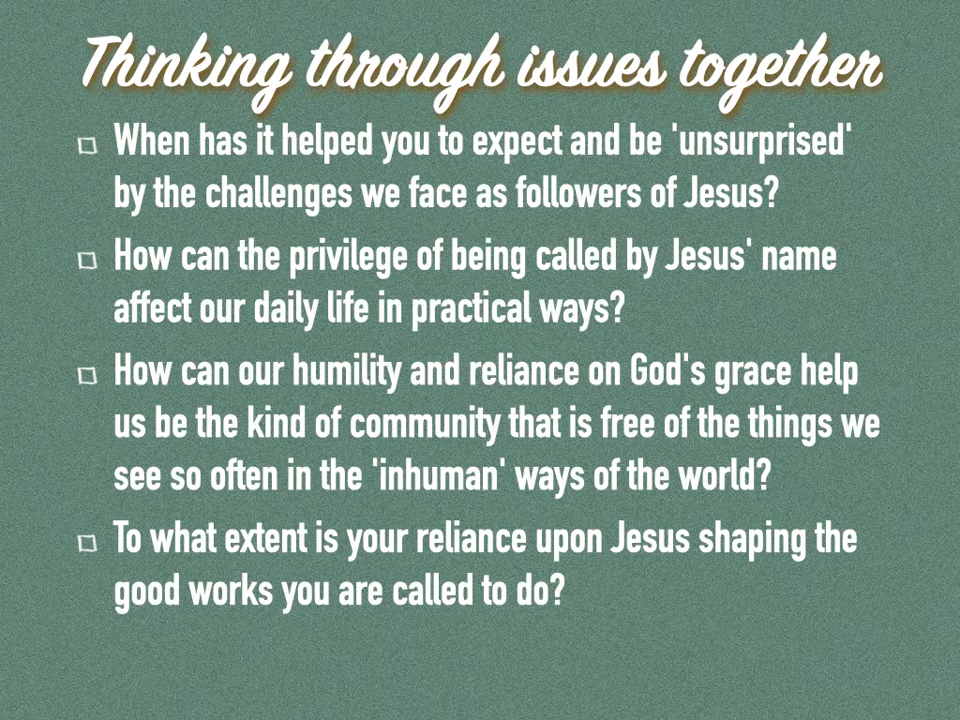 Thinking through issues together
When has it helped you to expect and be 'unsurprised'
by the challenges we face as followers of Jesus?
How can the privilege of being called by Jesus' name
affect our daily life in practical ways?
How can our humility and reliance on God's grace help
us be the kind of community that is free of the things we
see so often in the 'inhuman' ways of the world?
To what extent is your reliance upon Jesus shaping the
good works you are called to do?